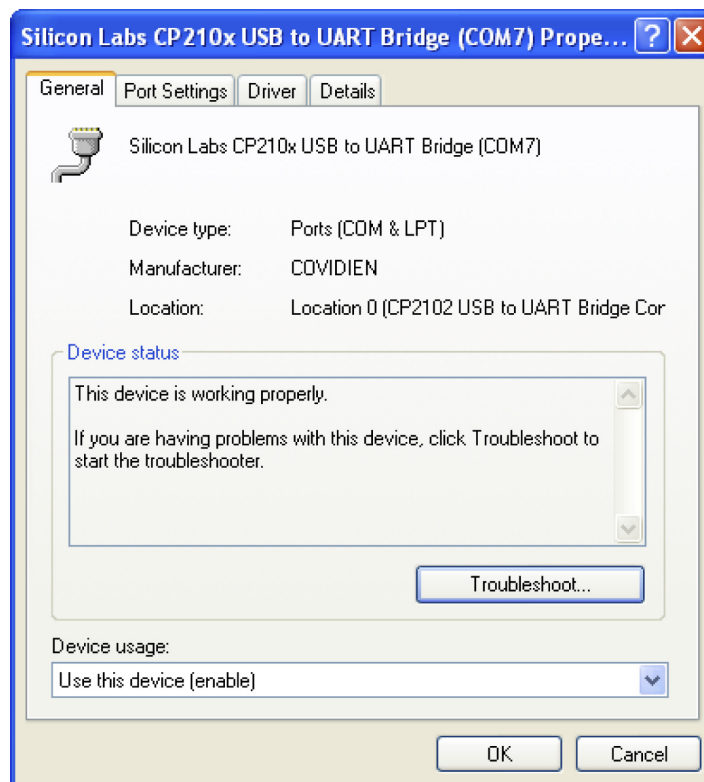 Silicon Labs CP210x USB to UART Bridge (COM7) Prope... ?
General Port Settings Driver Details
Silicon Labs CP210x USB to UART Bridge (COM7)
Device type: Ports (COM & LPT)
Manufacturer: COVIDIEN
Location: Location 0 (CP2102 USB to UART Bridge Cor
Device status
This device is working properly.
If you are having problems with this device, click Troubleshoot to
start the troubleshooter.
Troubleshoot...
Device usage:
Use this device (enable)
OK Cancel